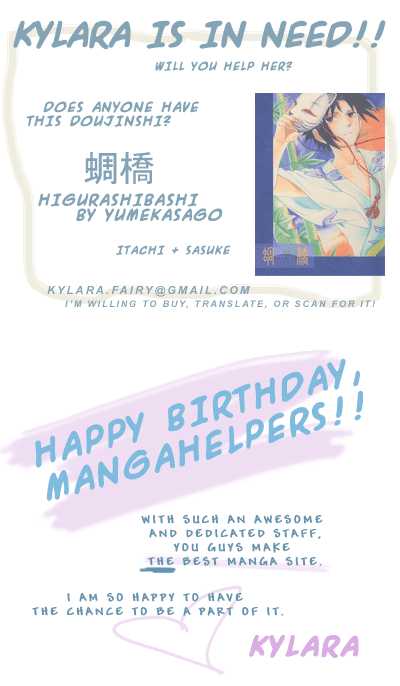 KYLARA IS IN NEED!!
WILL YOU HELP HER?
DOES ANYONE HAVE
THIS DOUJINSHI?
蜩橋
HIGURASHIBASHI
BY YUMEKASAGO
蜩 橋
ITACHI + SASUKE
KYLARA.FAIRY@GMAIL.COM
I'M WILLING TO BUY, TRANSLATE, OR SCAN FOR IT!
HAPPY BIRTHDAY,
MANGAHELPERS!!
WITH SUCH AN AWESOME
AND DEDICATED STAFF,
YOU GUYS MAKE
THE BEST MANGA SITE.
I AM SO HAPPY TO HAVE
THE CHANCE TO BE A PART OF IT.
KYLARA